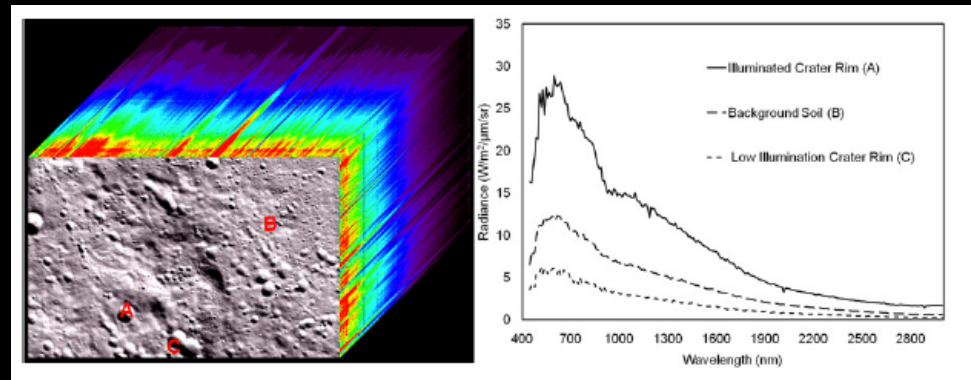 B
A
C
35
30
25
20
15
10
5
0
Radiance (W/m²/μm/sr)
Illuminated Crater Rim (A)
Background Soil (B)
Low Illumination Crater Rim (C)
400 700 1000 1300 1600 1900 2200 2500 2800
Wavelength (nm)